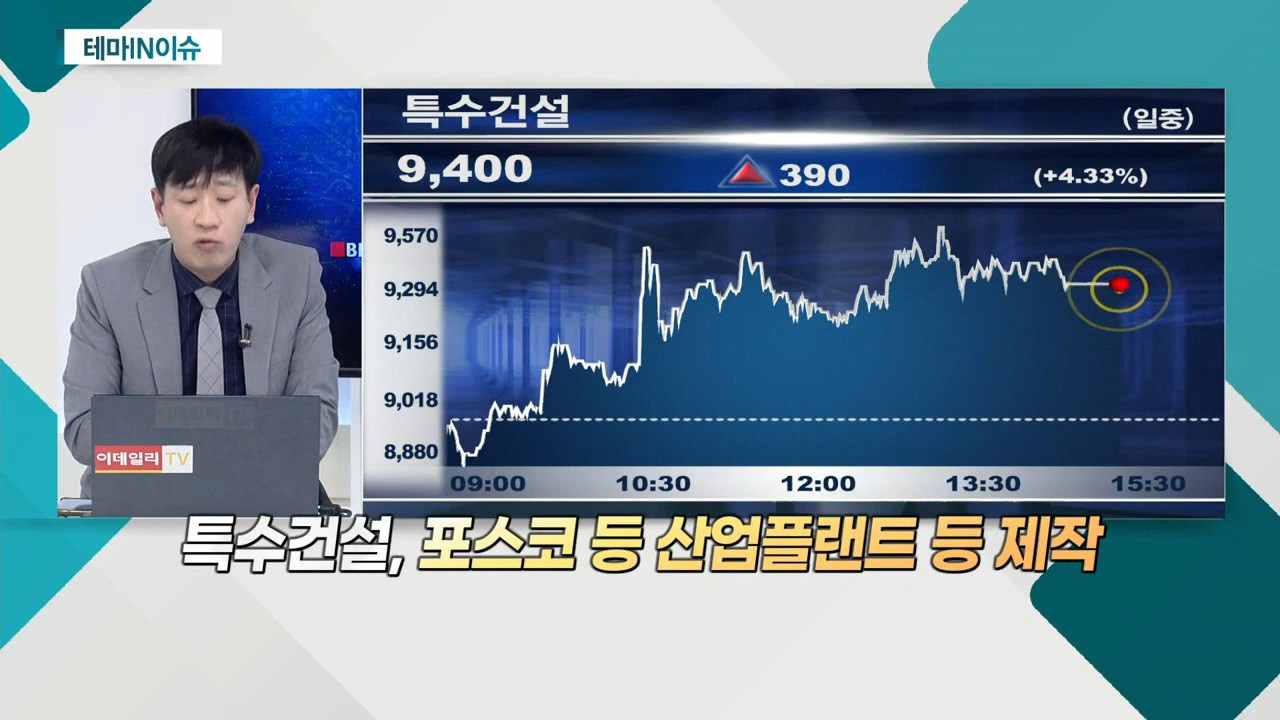 테마IN이슈
특수건설
(일중)
9,400
390
(+4.33%)
9,570
9,294
9,156
9,018
8,880
09:00
10:30
12:00
13:30
15:30
이데일리TV
특수건설, 포스코 등 산업플랜트 등 제작